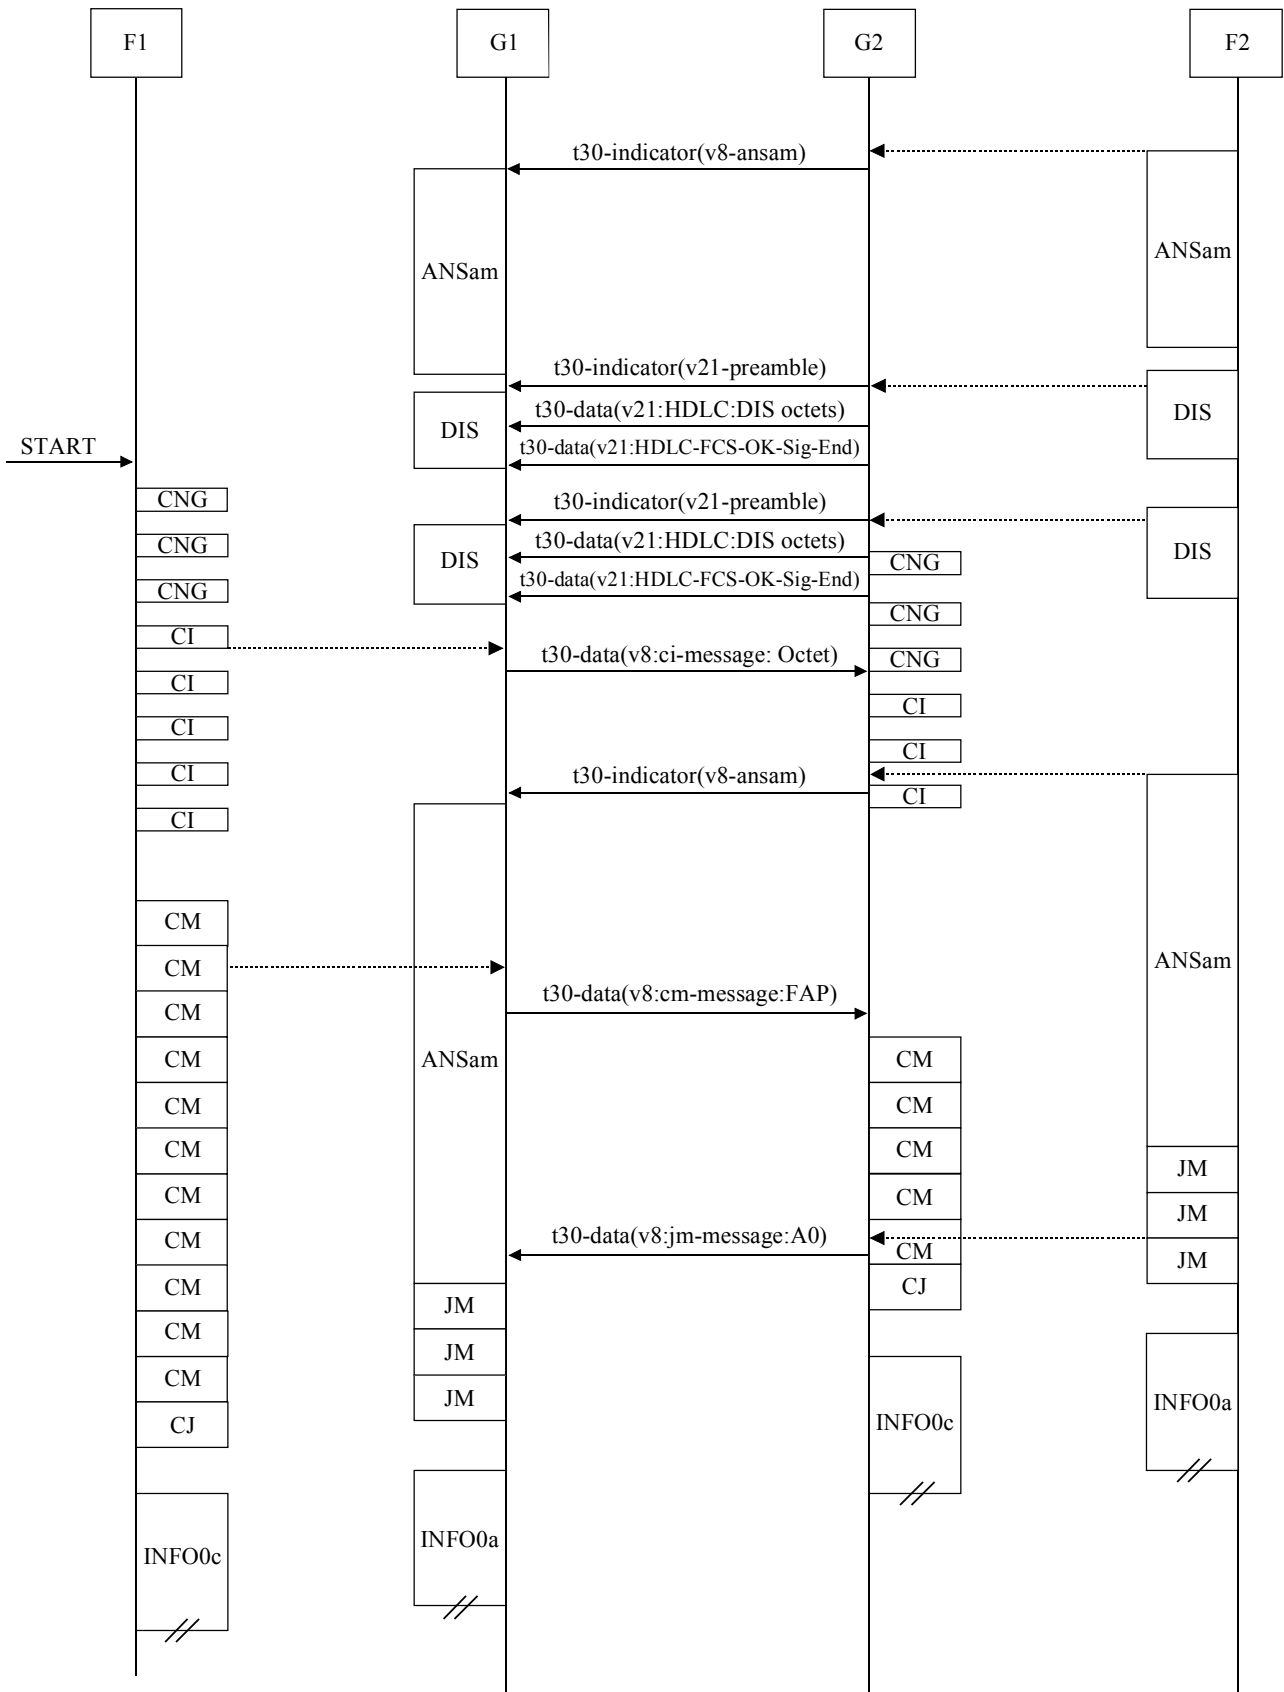 F1
G1
G2
F2
t30-indicator(v8-ansam)
ANSam
ANSam
t30-indicator(v21-preamble)
t30-data(v21:HDLC:DIS octets)
DIS
DIS
START
t30-data(v21:HDLC-FCS-OK-Sig-End)
CNG
t30-indicator(v21-preamble)
CNG
t30-data(v21:HDLC:DIS octets)
DIS
DIS
CNG
t30-data(v21:HDLC-FCS-OK-Sig-End)
CNG
CNG
CI
t30-data(v8:ci-message: Octet)
CNG
CI
CI
CI
CI
CI
t30-indicator(v8-ansam)
CI
CI
CM
CM
ANSam
t30-data(v8:cm-message:FAP)
CM
CM
ANSam
CM
CM
CM
CM
CM
JM
CM
CM
JM
CM
t30-data(v8:jm-message:A0)
CM
JM
CM
CJ
JM
CM
JM
CM
JM
INFO0c
INFO0a
CJ
INFO0c
INFO0a